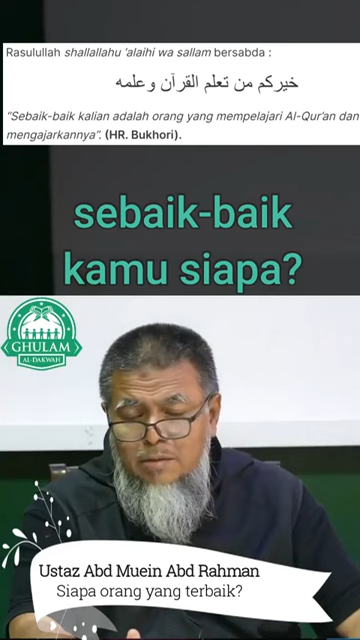 Rasulullah shallallahu 'alaihi wa sallam bersabda :
خيركم من تعلم القرآن وعلمه
"Sebaik-baik kalian adalah orang yang mempelajari Al-Qur'an dan
mengajarkannya". (HR. Bukhori).
sebaik-baik
kamu siapa?
GHULAM
AL-DAKWAH
Ustaz Abd Muein Abd Rahman
Siapa orang yang terbaik?